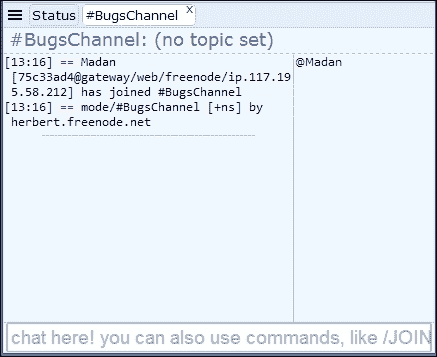 Status #BugsChannel X
#BugsChannel: (no topic set)
[13:16] == Madan
[75c33ad4@gateway/web/freenode/ip.117.19
5.58.212] has joined #BugsChannel
[13:16] == mode/#BugsChannel [+ns] by
herbert.freenode.net
@Madan
chat here! you can also use commands, like /JOIN